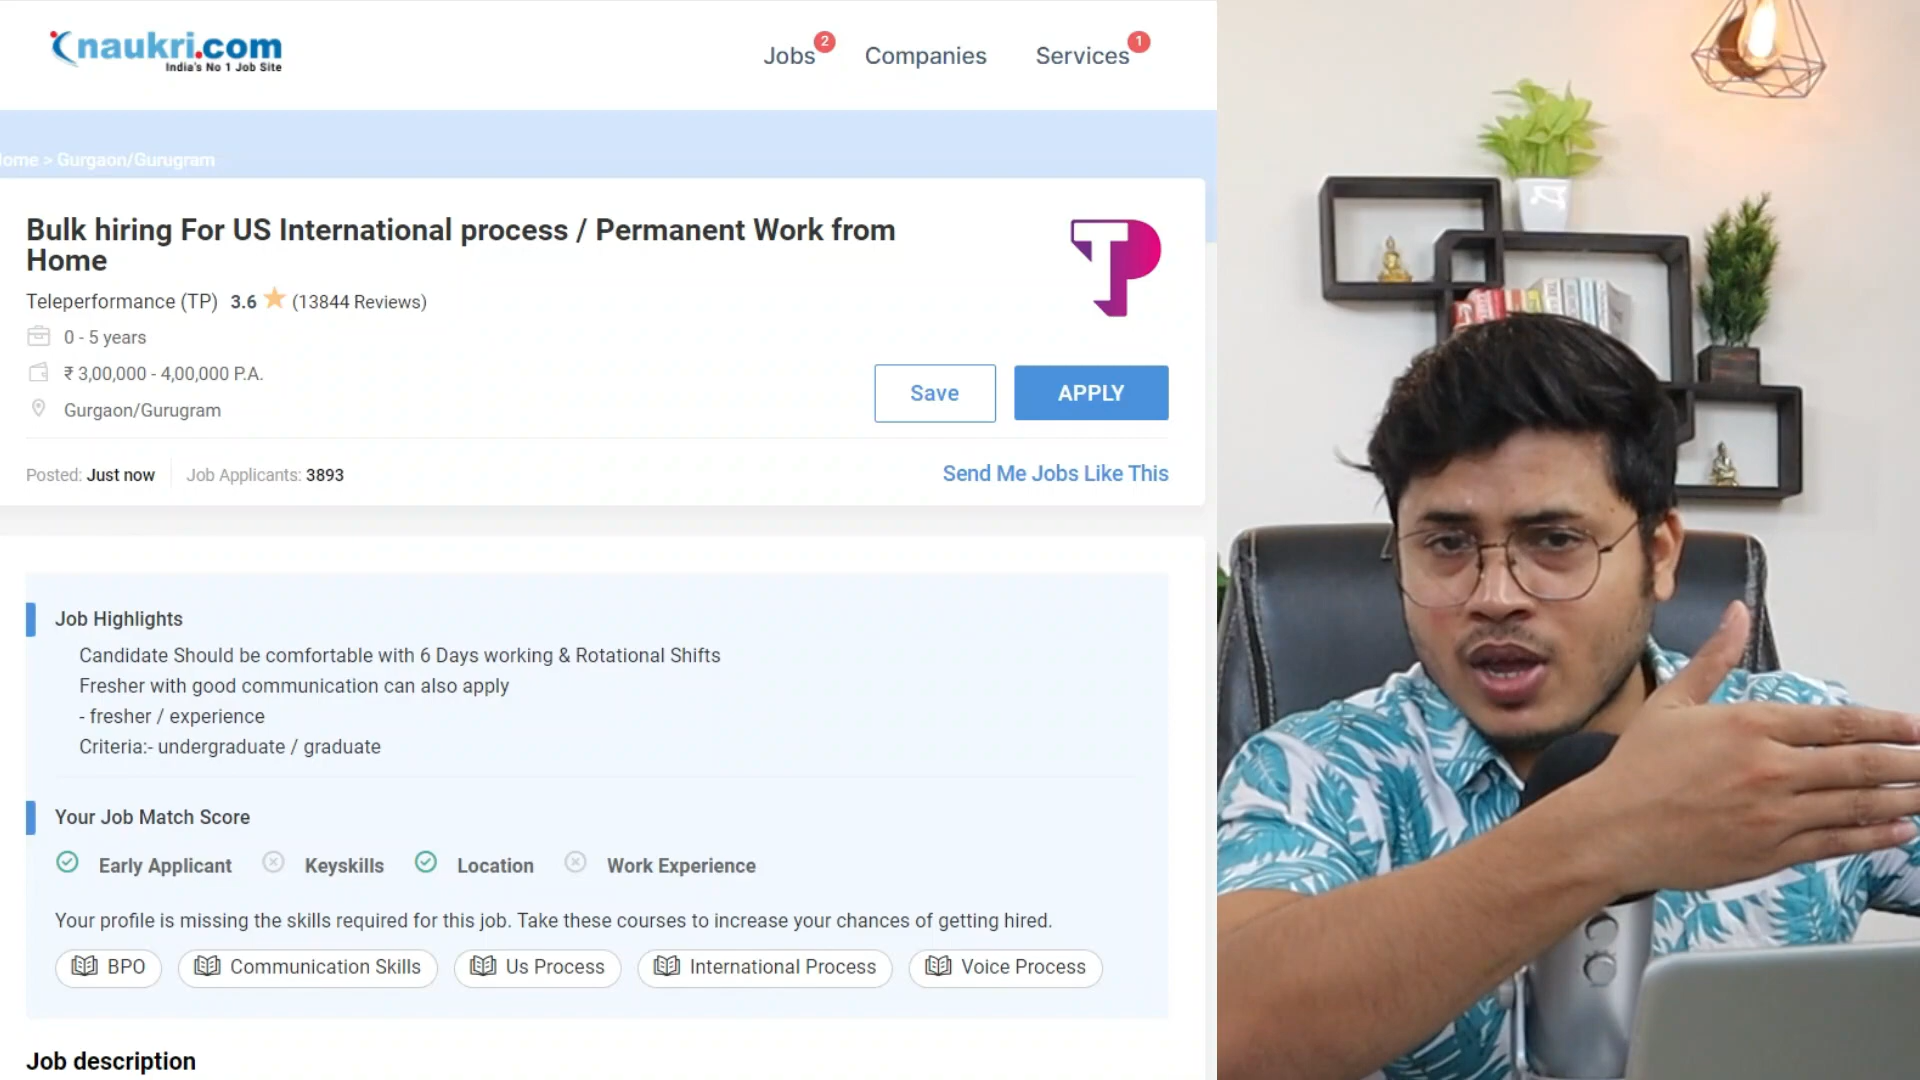 naukri.com
India's No 1 Job Site
Jobs 2 Companies Services 1
ome > Gurgaon/Gurugram
Bulk hiring For US International process / Permanent Work from
Home
Teleperformance (TP) 3.6 (13844 Reviews)
0 - 5 years
₹ 3,00,000 - 4,00,000 P.A.
Gurgaon/Gurugram
Save APPLY
Posted: Just now Job Applicants: 3893 Send Me Jobs Like This
TP
Job Highlights
Candidate Should be comfortable with 6 Days working & Rotational Shifts
Fresher with good communication can also apply
- fresher / experience
Criteria:- undergraduate / graduate
Your Job Match Score
Early Applicant Keyskills Location Work Experience
Your profile is missing the skills required for this job. Take these courses to increase your chances of getting hired.
BPO Communication Skills Us Process International Process Voice Process
Job description